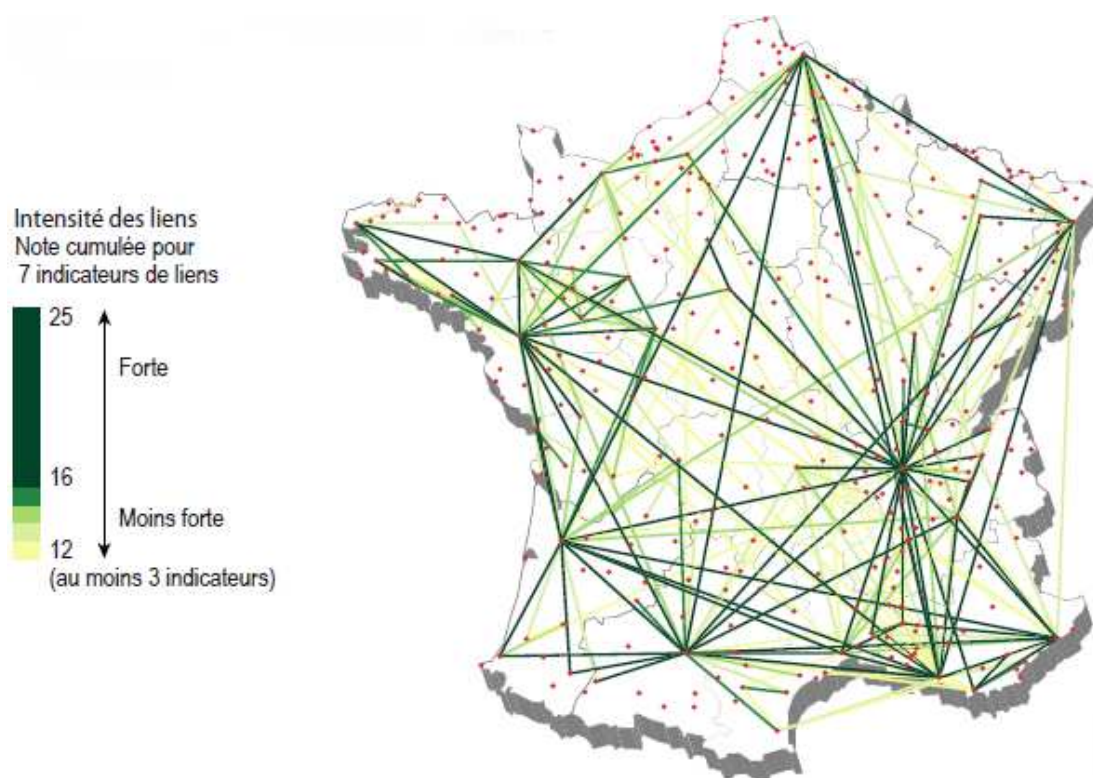 Intensité des liens
Note cumulée pour
7 indicateurs de liens
25
Forte
16
Moins forte
12
(au moins 3 indicateurs)